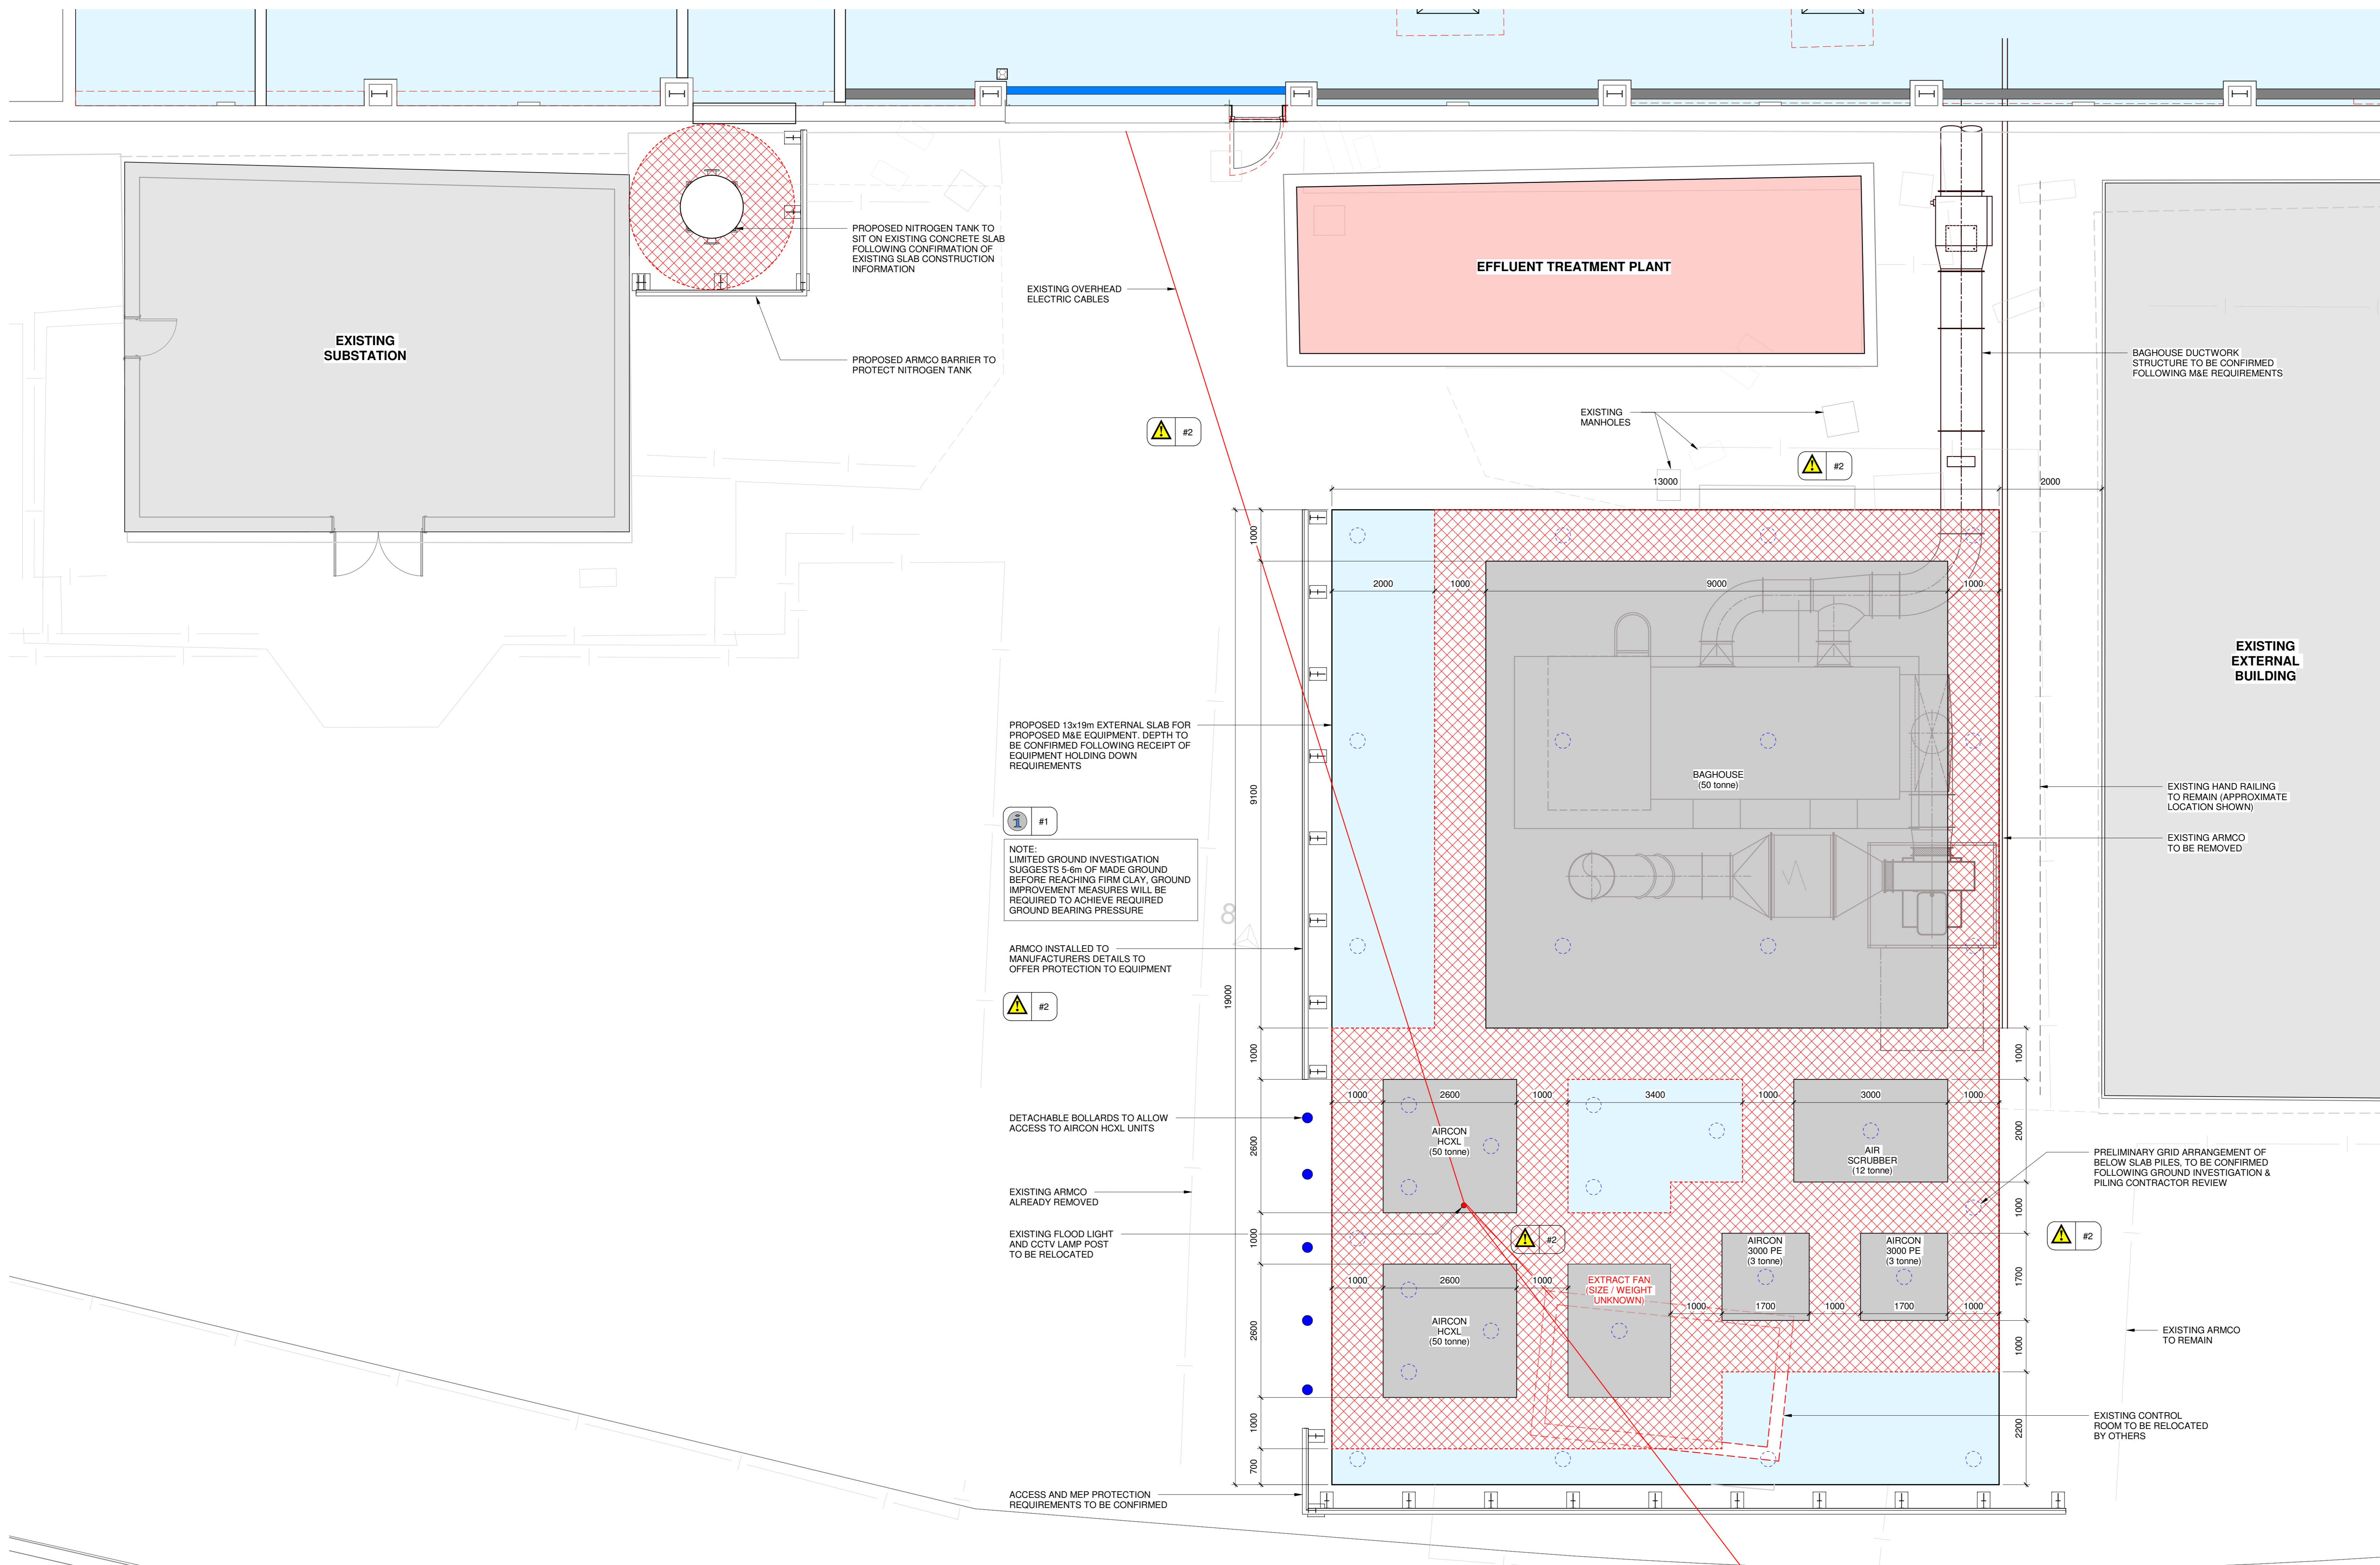 PROPOSED NITROGEN TANK TO
SIT ON EXISTING CONCRETE SLAB
FOLLOWING CONFIRMATION OF
EXISTING SLAB CONSTRUCTION
INFORMATION
EXISTING OVERHEAD
ELECTRIC CABLES
EFFLUENT TREATMENT PLANT
EXISTING
SUBSTATION
PROPOSED ARMCO BARRIER TO
PROTECT NITROGEN TANK
BAGHOUSE DUCTWORK
STRUCTURE TO BE CONFIRMED
FOLLOWING M&E REQUIREMENTS
EXISTING
MANHOLES
#2
#2
13000
2000
1000
2000
1000
9000
1000
EXISTING
EXTERNAL
BUILDING
PROPOSED 13x19m EXTERNAL SLAB FOR
PROPOSED M&E EQUIPMENT. DEPTH TO
BE CONFIRMED FOLLOWING RECEIPT OF
EQUIPMENT HOLDING DOWN
REQUIREMENTS
BAGHOUSE
(50 tonne)
9100
EXISTING HAND RAILING
TO REMAIN (APPROXIMATE
LOCATION SHOWN)
EXISTING ARMCO
TO BE REMOVED
i
#1
NOTE:
LIMITED GROUND INVESTIGATION
SUGGESTS 5-6m OF MADE GROUND
BEFORE REACHING FIRM CLAY, GROUND
IMPROVEMENT MEASURES WILL BE
REQUIRED TO ACHIEVE REQUIRED
GROUND BEARING PRESSURE
8
ARMCO INSTALLED TO
MANUFACTURERS DETAILS TO
OFFER PROTECTION TO EQUIPMENT
#2
19000
1000
1000
1000
2600
1000
3400
1000
3000
1000
DETACHABLE BOLLARDS TO ALLOW
ACCESS TO AIRCON HCXL UNITS
AIRCON
HCXL
(50 tonne)
2600
2000
AIR
SCRUBBER
(12 tonne)
PRELIMINARY GRID ARRANGEMENT OF
BELOW SLAB PILES, TO BE CONFIRMED
FOLLOWING GROUND INVESTIGATION &
PILING CONTRACTOR REVIEW
EXISTING ARMCO
ALREADY REMOVED
1000
EXISTING FLOOD LIGHT
AND CCTV LAMP POST
TO BE RELOCATED
1000
#2
#2
AIRCON
3000 PE
(3 tonne)
AIRCON
3000 PE
(3 tonne)
1000
2600
1000
EXTRACT FAN
(SIZE / WEIGHT
UNKNOWN)
1700
1000
1700
1000
1700
1000
AIRCON
HCXL
(50 tonne)
2600
1000
EXISTING ARMCO
TO REMAIN
EXISTING CONTROL
ROOM TO BE RELOCATED
BY OTHERS
1000
2200
700
ACCESS AND MEP PROTECTION
REQUIREMENTS TO BE CONFIRMED